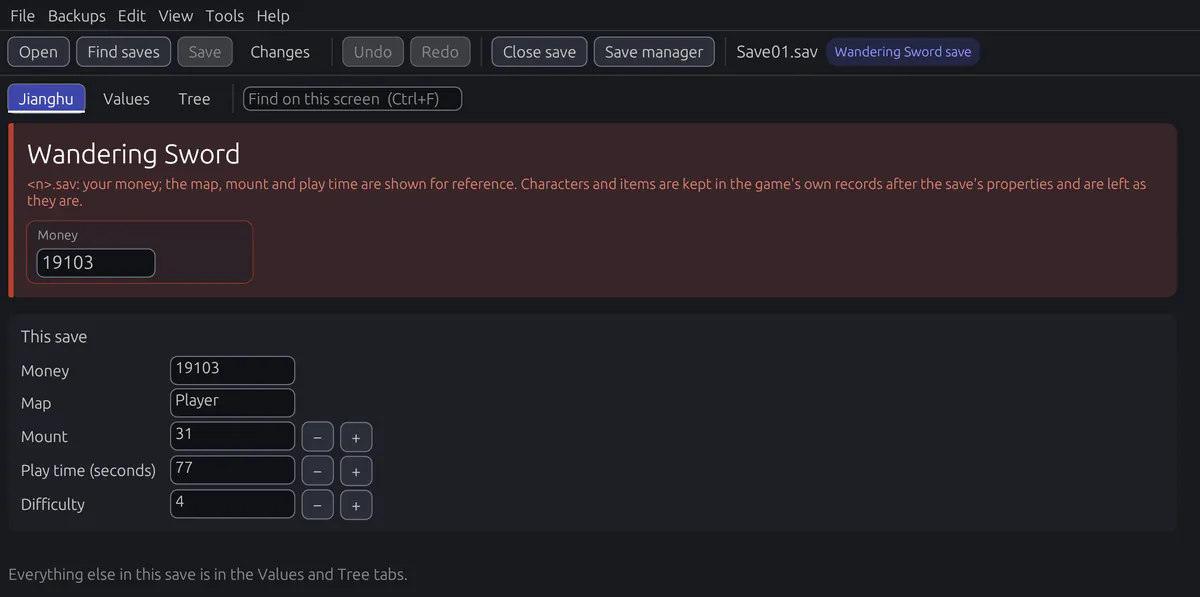 File Backups Edit View Tools Help
Open Find saves Save Changes Undo Redo Close save Save manager Save01.sav Wandering Sword save
Jianghu Values Tree Find on this screen (Ctrl+F)
Wandering Sword
<n>.sav: your money; the map, mount and play time are shown for reference. Characters and items are kept in the game's own records after the save's properties and are left as
they are.
Money
19103
This save
Money 19103
Map Player
Mount 31 − +
Play time (seconds) 77 − +
Difficulty 4 − +
Everything else in this save is in the Values and Tree tabs.